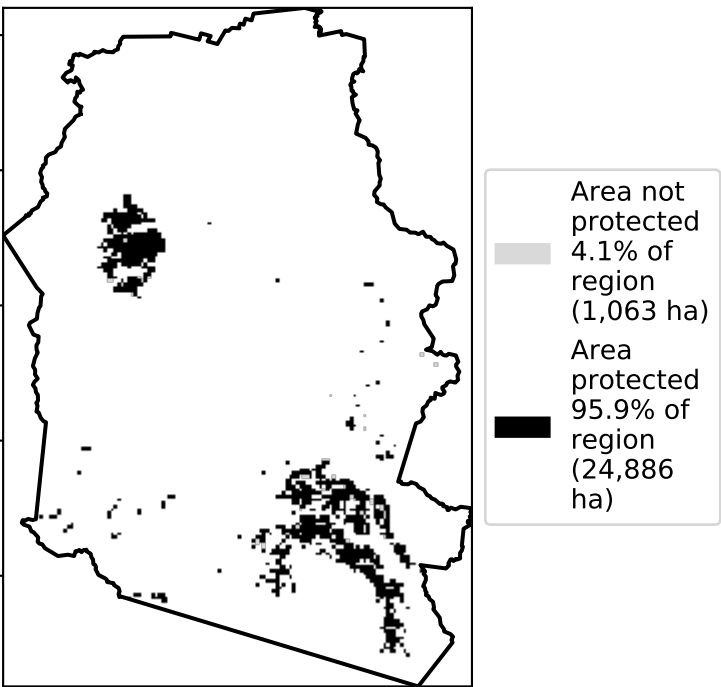 Area not
protected
4.1% of
region
(1,063 ha)
Area
protected
95.9% of
region
(24,886
ha)